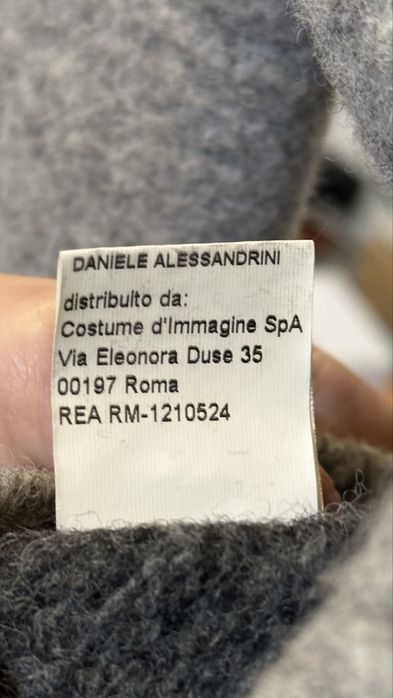 DANIELE ALESSANDRINI
distribuito da:
Costume d'Immagine SpA
Via Eleonora Duse 35
00197 Roma
REA RM-1210524